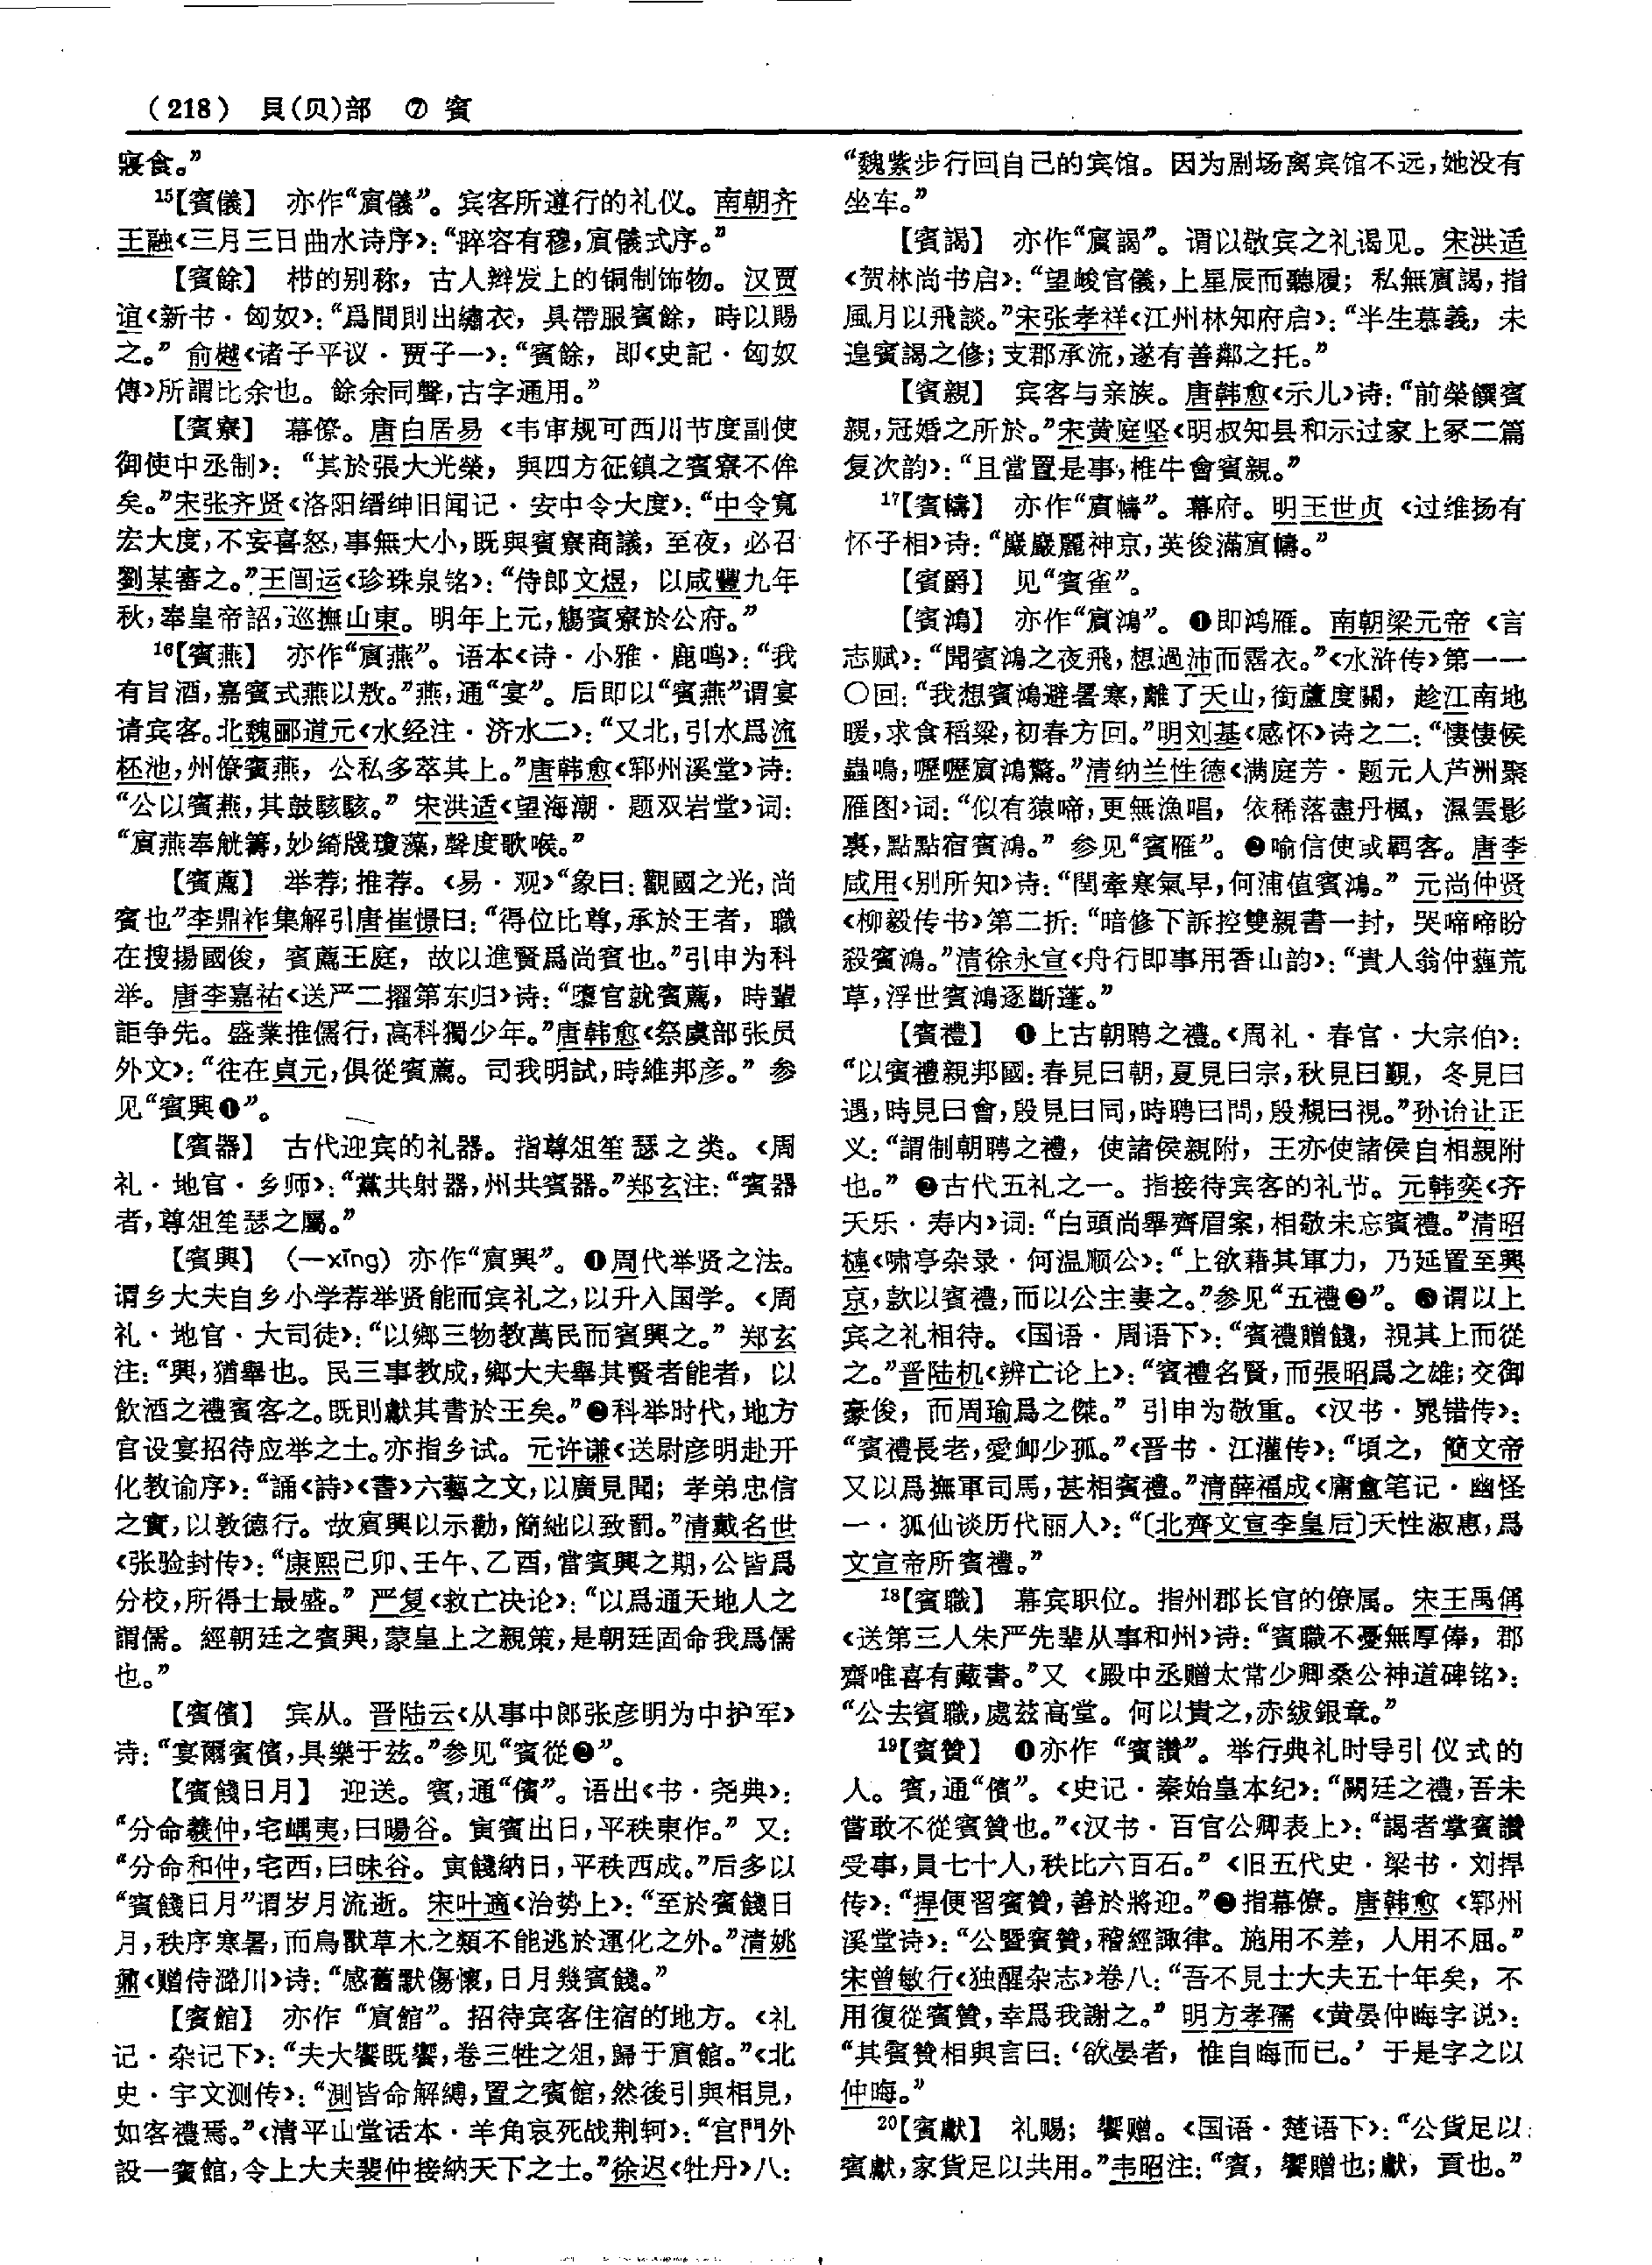 （218） 貝(贝)部 ⑦ 賓
寢食。”
15【賓儀】 亦作“賔儀”。宾客所遵行的礼仪。南朝齐
王融《三月三日曲水诗序》：“睟容有穆，賔儀式序。”
【賓餘】 栉的别称，古人辫发上的铜制饰物。汉贾
谊《新书·匈奴》：“爲間則出繡衣，具帶服賓餘，時以賜
之。”俞樾《诸子平议·贾子一》：“賓餘，即《史記·匈奴
傳》所謂比余也。餘余同聲，古字通用。”
【賓寮】 幕僚。唐白居易《韦审规可西川节度副使
御使中丞制》：“其於張大光榮，與四方征鎮之賓寮不侔
矣。”宋张齐贤《洛阳缙绅旧闻记·安中令大度》：“中令寬
宏大度，不妄喜怒，事無大小，既與賓寮商議，至夜，必召
劉某審之。”王闿运《珍珠泉铭》：“侍郎文煜，以咸豐九年
秋，奉皇帝詔，巡撫山東。明年上元，觴賓寮於公府。”
16【賓燕】 亦作“賔燕”。语本《诗·小雅·鹿鸣》：“我
有旨酒，嘉賓式燕以敖。”燕，通“宴”。后即以“賓燕”谓宴
请宾客。北魏郦道元《水经注·济水二》：“又北，引水爲流
杯池，州僚賓燕，公私多萃其上。”唐韩愈《郓州溪堂》诗：
“公以賓燕，其鼓駭駭。”宋洪适《望海潮·题双岩堂》词：
“賔燕奉觥籌，妙綺牋瓊藻，聲度歌喉。”
【賓薦】 举荐；推荐。《易·观》“象曰：觀國之光，尚
賓也”李鼎祚集解引唐崔憬曰：“得位比尊，承於王者，職
在搜揚國俊，賓薦王庭，故以進賢爲尚賓也。”引申为科
举。唐李嘉祐《送严二擢第东归》诗：“隳官就賓薦，時輩
詎争先。盛業推儒行，高科獨少年。”唐韩愈《祭虞部张员
外文》：“往在貞元，俱從賓薦。司我明試，時維邦彦。”参
见“賓興❶”。
【賓器】 古代迎宾的礼器。指尊俎笙瑟之类。《周
礼·地官·乡师》：“黨共射器，州共賓器。”郑玄注：“賓器
者，尊俎笙瑟之屬。”
【賓興】 （—xīng）亦作“賔興”。❶周代举贤之法。
谓乡大夫自乡小学荐举贤能而宾礼之，以升入国学。《周
礼·地官·大司徒》：“以鄉三物教萬民而賓興之。”郑玄
注：“興，猶舉也。民三事教成，鄉大夫舉其賢者能者，以
飲酒之禮賓客之。既則獻其書於王矣。”❷科举时代，地方
官设宴招待应举之士。亦指乡试。元许谦《送尉彦明赴开
化教谕序》：“誦《詩》《書》六藝之文，以廣見聞；孝弟忠信
之實，以敦德行。故賔興以示勸，簡絀以致罰。”清戴名世
《张验封传》：“康熙己卯、壬午、乙酉，當賓興之期，公皆爲
分校，所得士最盛。”严复《救亡决论》：“以爲通天地人之
謂儒。經朝廷之賓興，蒙皇上之親策，是朝廷固命我爲儒
也。”
【賓儐】 宾从。晋陆云《从事中郎张彦明为中护军》
诗：“宴爾賓儐，具樂于兹。”参见“賓從❷”。
【賓餞日月】 迎送。賓，通“儐”。语出《书·尧典》：
“分命羲仲，宅嵎夷，曰暘谷。寅賓出日，平秩東作。”又：
“分命和仲，宅西，曰昧谷。寅餞納日，平秩西成。”后多以
“賓餞日月”谓岁月流逝。宋叶適《治势上》：“至於賓餞日
月，秩序寒暑，而鳥獸草木之類不能逃於運化之外。”清姚
鼐《赠侍潞川》诗：“感舊默傷懷，日月幾賓餞。”
【賓館】 亦作“賔館”。招待宾客住宿的地方。《礼
记·杂记下》：“夫大饗既饗，卷三牲之俎，歸于賔館。”《北
史·宇文测传》：“測皆命解縛，置之賓館，然後引與相見，
如客禮焉。”《清平山堂话本·羊角哀死战荆轲》：“宫門外
設一賓館，令上大夫裴仲接納天下之士。”徐迟《牡丹》八：
“魏紫步行回自己的宾馆。因为剧场离宾馆不远，她没有
坐车。”
【賓謁】 亦作“賔謁”。谓以敬宾之礼谒见。宋洪适
《贺林尚书启》：“望峻官儀，上星辰而聽履；私無賔謁，指
風月以飛談。”宋张孝祥《江州林知府启》：“半生慕義，未
遑賓謁之修；支郡承流，遂有善鄰之托。”
【賓親】 宾客与亲族。唐韩愈《示儿》诗：“前榮饌賓
親，冠婚之所於。”宋黄庭坚《明叔知县和示过家上冢二篇
复次韵》：“且當置是事，椎牛會賓親。”
17【賓幬】 亦作“賔幬”。幕府。明王世贞《过维扬有
怀子相》诗：“巖巖麗神京，英俊滿賔幬。”
【賓爵】 见“賓雀”。
【賓鴻】 亦作“賔鴻”。❶即鸿雁。南朝梁元帝《言
志赋》：“聞賓鴻之夜飛，想過沛而霑衣。”《水浒传》第一一
〇回：“我想賓鴻避暑寒，離了天山，銜蘆度關，趁江南地
暖，求食稻粱，初春方回。”明刘基《感怀》诗之二：“悽悽候
蟲鳴，嚦嚦賔鴻驚。”清纳兰性德《满庭芳·题元人芦洲聚
雁图》词：“似有猿啼，更無漁唱，依稀落盡丹楓，濕雲影
裏，點點宿賓鴻。”参见“賓雁”。❷喻信使或羁客。唐李
咸用《别所知》诗：“閏牽寒氣早，何浦值賓鴻。”元尚仲贤
《柳毅传书》第二折：“暗修下訴控雙親書一封，哭啼啼盼
殺賓鴻。”清徐永宣《舟行即事用香山韵》：“貴人翁仲蕹荒
草，浮世賓鴻逐斷蓬。”
【賓禮】 ❶上古朝聘之禮。《周礼·春官·大宗伯》：
“以賓禮親邦國：春見曰朝，夏見曰宗，秋見曰覲，冬見曰
遇，時見曰會，殷見曰同，時聘曰問，殷覜曰視。”孙诒让正
义：“謂制朝聘之禮，使諸侯親附，王亦使諸侯自相親附
也。”❷古代五礼之一。指接待宾客的礼节。元韩奕《齐
天乐·寿内》词：“白頭尚舉齊眉案，相敬未忘賓禮。”清昭
槤《啸亭杂录·何温顺公》：“上欲藉其軍力，乃延置至興
京，款以賓禮，而以公主妻之。”参见“五禮❷”。❸谓以上
宾之礼相待。《国语·周语下》：“賓禮贈餞，視其上而從
之。”晋陆机《辨亡论上》：“賓禮名賢，而張昭爲之雄；交御
豪俊，而周瑜爲之傑。”引申为敬重。《汉书·晁错传》：
“賓禮長老，愛卹少孤。”《晋书·江灌传》：“頃之，簡文帝
又以爲撫軍司馬，甚相賓禮。”清薛福成《庸盦笔记·幽怪
一·狐仙谈历代丽人》：“〔北齊文宣李皇后〕天性淑惠，爲
文宣帝所賓禮。”
18【賓職】 幕宾职位。指州郡长官的僚属。宋王禹偁
《送第三人朱严先辈从事和州》诗：“賓職不憂無厚俸，郡
齋唯喜有藏書。”又《殿中丞赠太常少卿桑公神道碑铭》：
“公去賓職，處兹高堂。何以貴之，赤紱銀章。”
19【賓贊】 ❶亦作“賓讚”。举行典礼时导引仪式的
人。賓，通“儐”。《史记·秦始皇本纪》：“闕廷之禮，吾未
嘗敢不從賓贊也。”《汉书·百官公卿表上》：“謁者掌賓讚
受事，員七十人，秩比六百石。”《旧五代史·梁书·刘捍
传》：“捍便習賓贊，善於將迎。”❷指幕僚。唐韩愈《郓州
溪堂诗》：“公暨賓贊，稽經諏律。施用不差，人用不屈。”
宋曾敏行《独醒杂志》卷八：“吾不見士大夫五十年矣，不
用復從賓贊，幸爲我謝之。”明方孝孺《黄晏仲晦字说》：
“其賓贊相與言曰：‘欲晏者，惟自晦而已。’于是字之以
仲晦。”
20【賓獻】 礼赐；饗赠。《国语·楚语下》：“公貨足以
賓獻，家貨足以共用。”韦昭注：“賓，饗贈也；獻，貢也。”